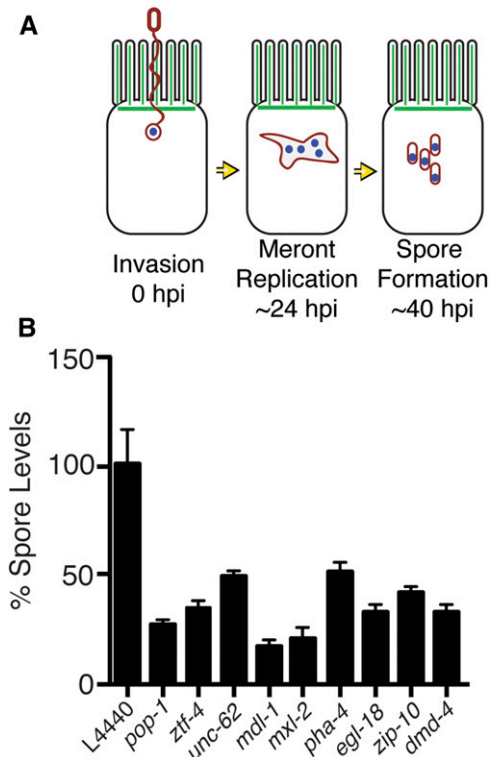 A
Invasion
0 hpi
Meront
Replication
~24 hpi
Spore
Formation
~40 hpi
B
% Spore Levels
150
100
50
0
L4440
pop-1
ztf-4
unc-62
mdl-1
mxl-2
pha-4
egl-18
zip-10
dmd-4